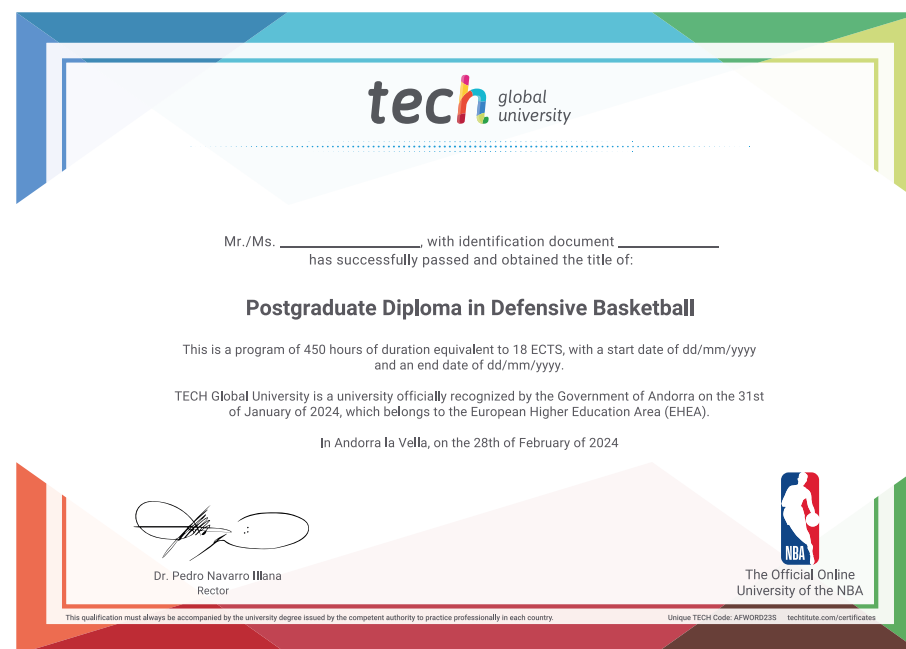 tech global university
Mr./Ms. ____________________, with identification document ______________
has successfully passed and obtained the title of:
Postgraduate Diploma in Defensive Basketball
This is a program of 450 hours of duration equivalent to 18 ECTS, with a start date of dd/mm/yyyy
and an end date of dd/mm/yyyy.
TECH Global University is a university officially recognized by the Government of Andorra on the 31st
of January of 2024, which belongs to the European Higher Education Area (EHEA).
In Andorra la Vella, on the 28th of February of 2024
NBA
Dr. Pedro Navarro Illana
Rector
The Official Online
University of the NBA
This qualification must always be accompanied by the university degree issued by the competent authority to practice professionally in each country.
Unique TECH Code: AFWORD23S techtitute.com/certificates